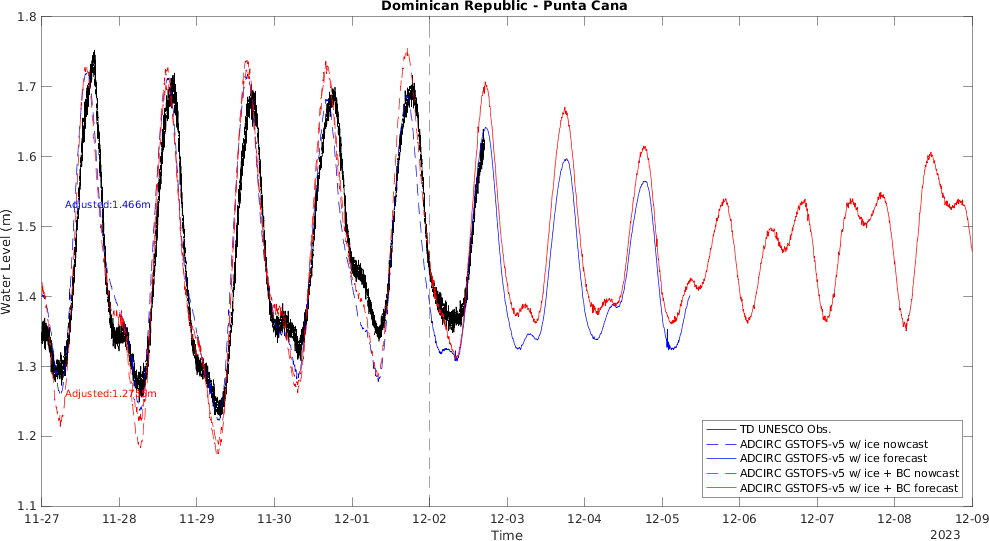 Dominican Republic - Punta Cana
Water Level (m)
1.8
1.7
1.6
1.5
1.4
1.3
1.2
1.1
Adjusted:1.466m
TD UNESCO Obs.
ADCIRC GSTOFS-v5 w/ ice nowcast
ADCIRC GSTOFS-v5 w/ ice forecast
ADCIRC GSTOFS-v5 w/ ice + BC nowcast
ADCIRC GSTOFS-v5 w/ ice + BC forecast
11-27 11-28 11-29 11-30 12-01 12-02 12-03 12-04 12-05 12-06 12-07 12-08 12-09
Time
2023